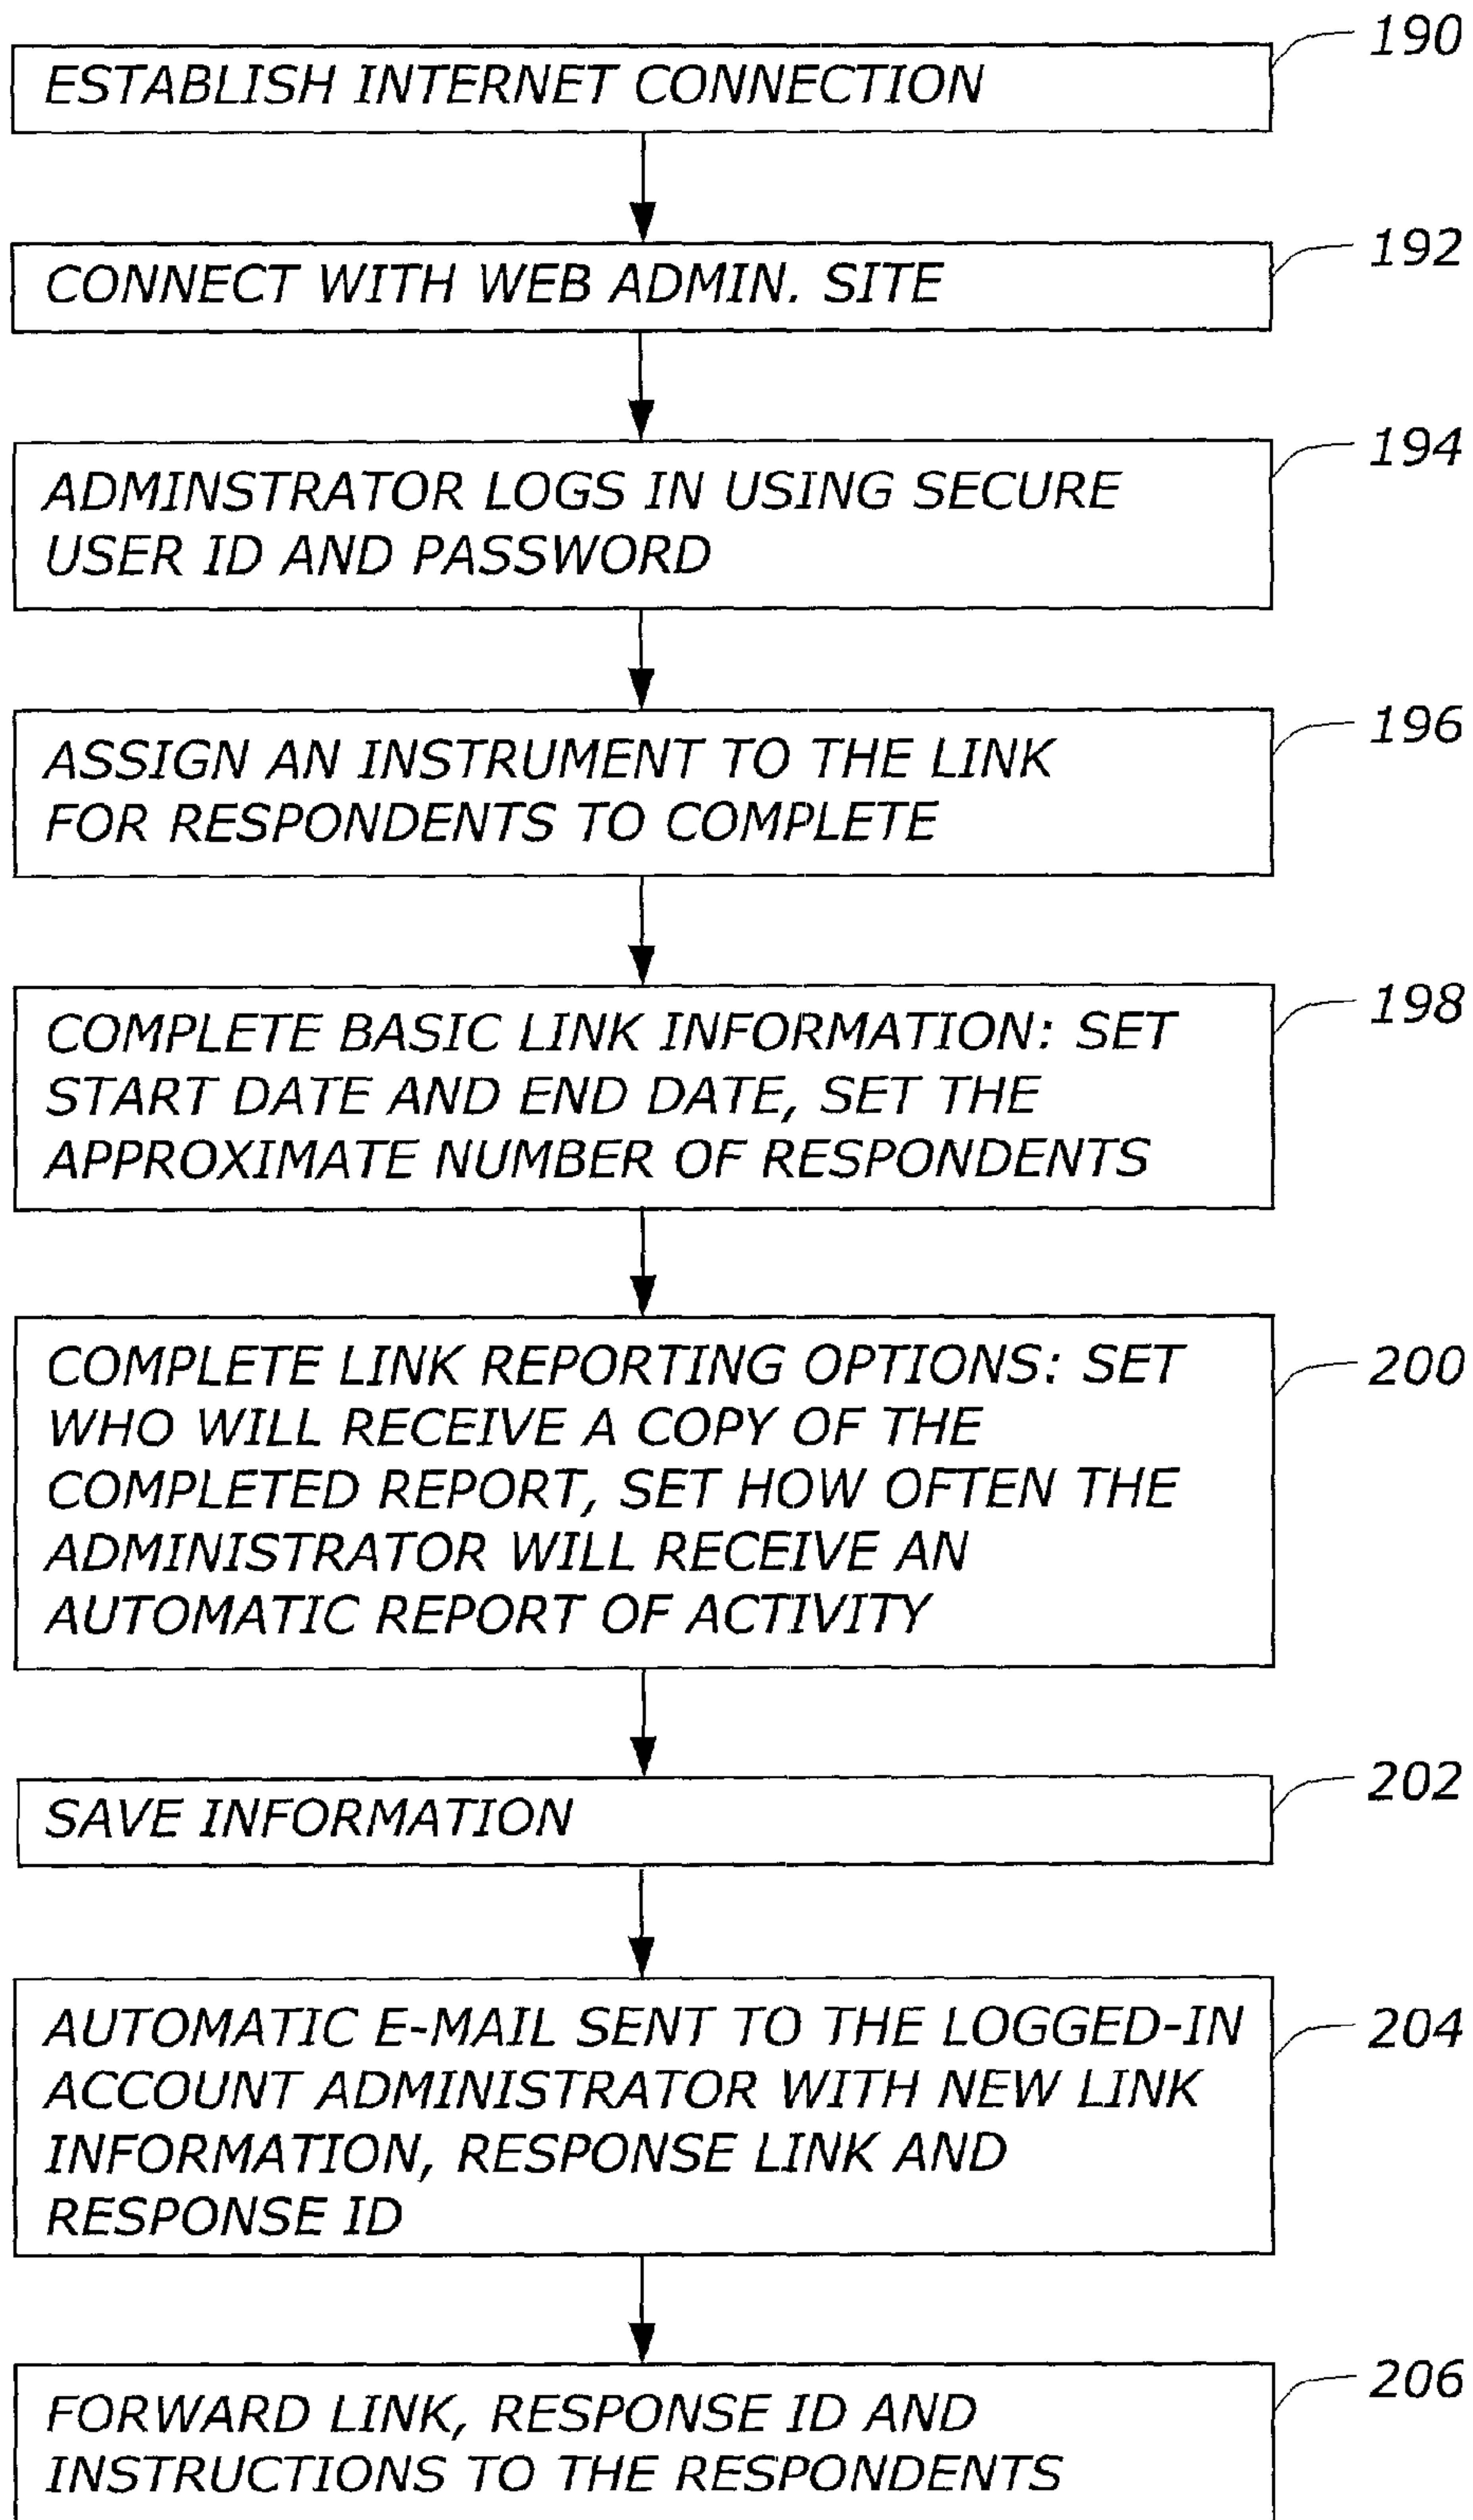 190
ESTABLISH INTERNET CONNECTION
192
CONNECT WITH WEB ADMIN. SITE
194
ADMINSTRATOR LOGS IN USING SECURE
USER ID AND PASSWORD
196
ASSIGN AN INSTRUMENT TO THE LINK
FOR RESPONDENTS TO COMPLETE
198
COMPLETE BASIC LINK INFORMATION: SET
START DATE AND END DATE, SET THE
APPROXIMATE NUMBER OF RESPONDENTS
200
COMPLETE LINK REPORTING OPTIONS: SET
WHO WILL RECEIVE A COPY OF THE
COMPLETED REPORT, SET HOW OFTEN THE
ADMINISTRATOR WILL RECEIVE AN
AUTOMATIC REPORT OF ACTIVITY
202
SAVE INFORMATION
204
AUTOMATIC E-MAIL SENT TO THE LOGGED-IN
ACCOUNT ADMINISTRATOR WITH NEW LINK
INFORMATION, RESPONSE LINK AND
RESPONSE ID
206
FORWARD LINK, RESPONSE ID AND
INSTRUCTIONS TO THE RESPONDENTS